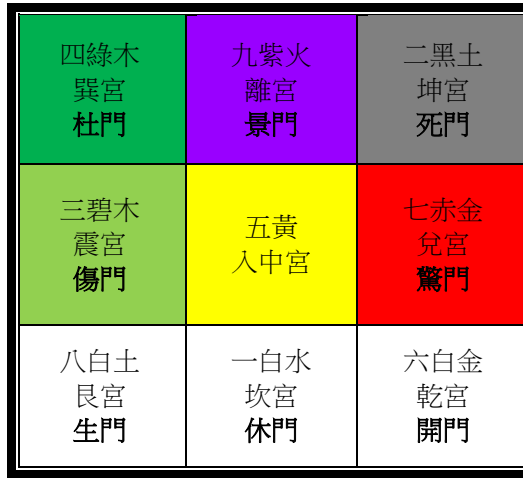 四綠木
巽宮
杜門
九紫火
離宮
景門
二黑土
坤宮
死門
三碧木
震宮
傷門
五黃
入中宮
七赤金
兌宮
驚門
八白土
艮宮
生門
一白水
坎宮
休門
六白金
乾宮
開門